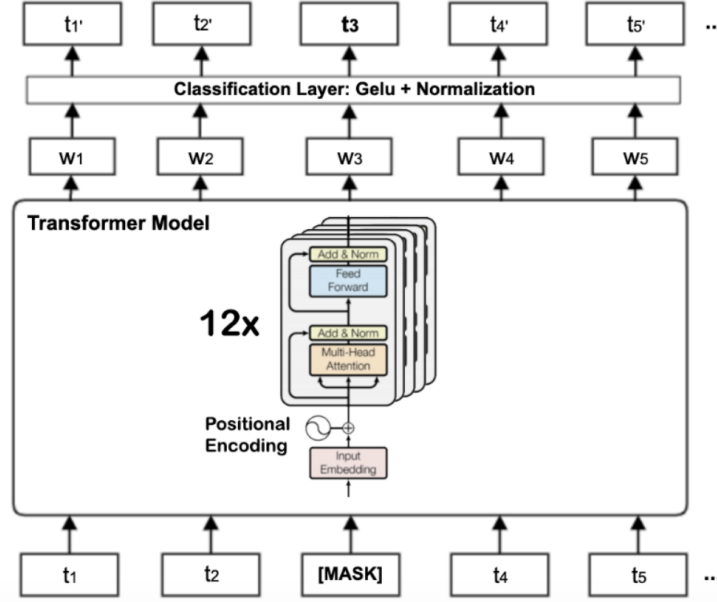 t1' t2' t3 t4' t5' ..
Classification Layer: Gelu + Normalization
W1 W2 W3 W4 W5
Transformer Model
Add & Norm
Feed
Forward
12x
Add & Norm
Multi-Head
Attention
Positional
Encoding
Input
Embedding
t1 t2 [MASK] t4 t5 ..